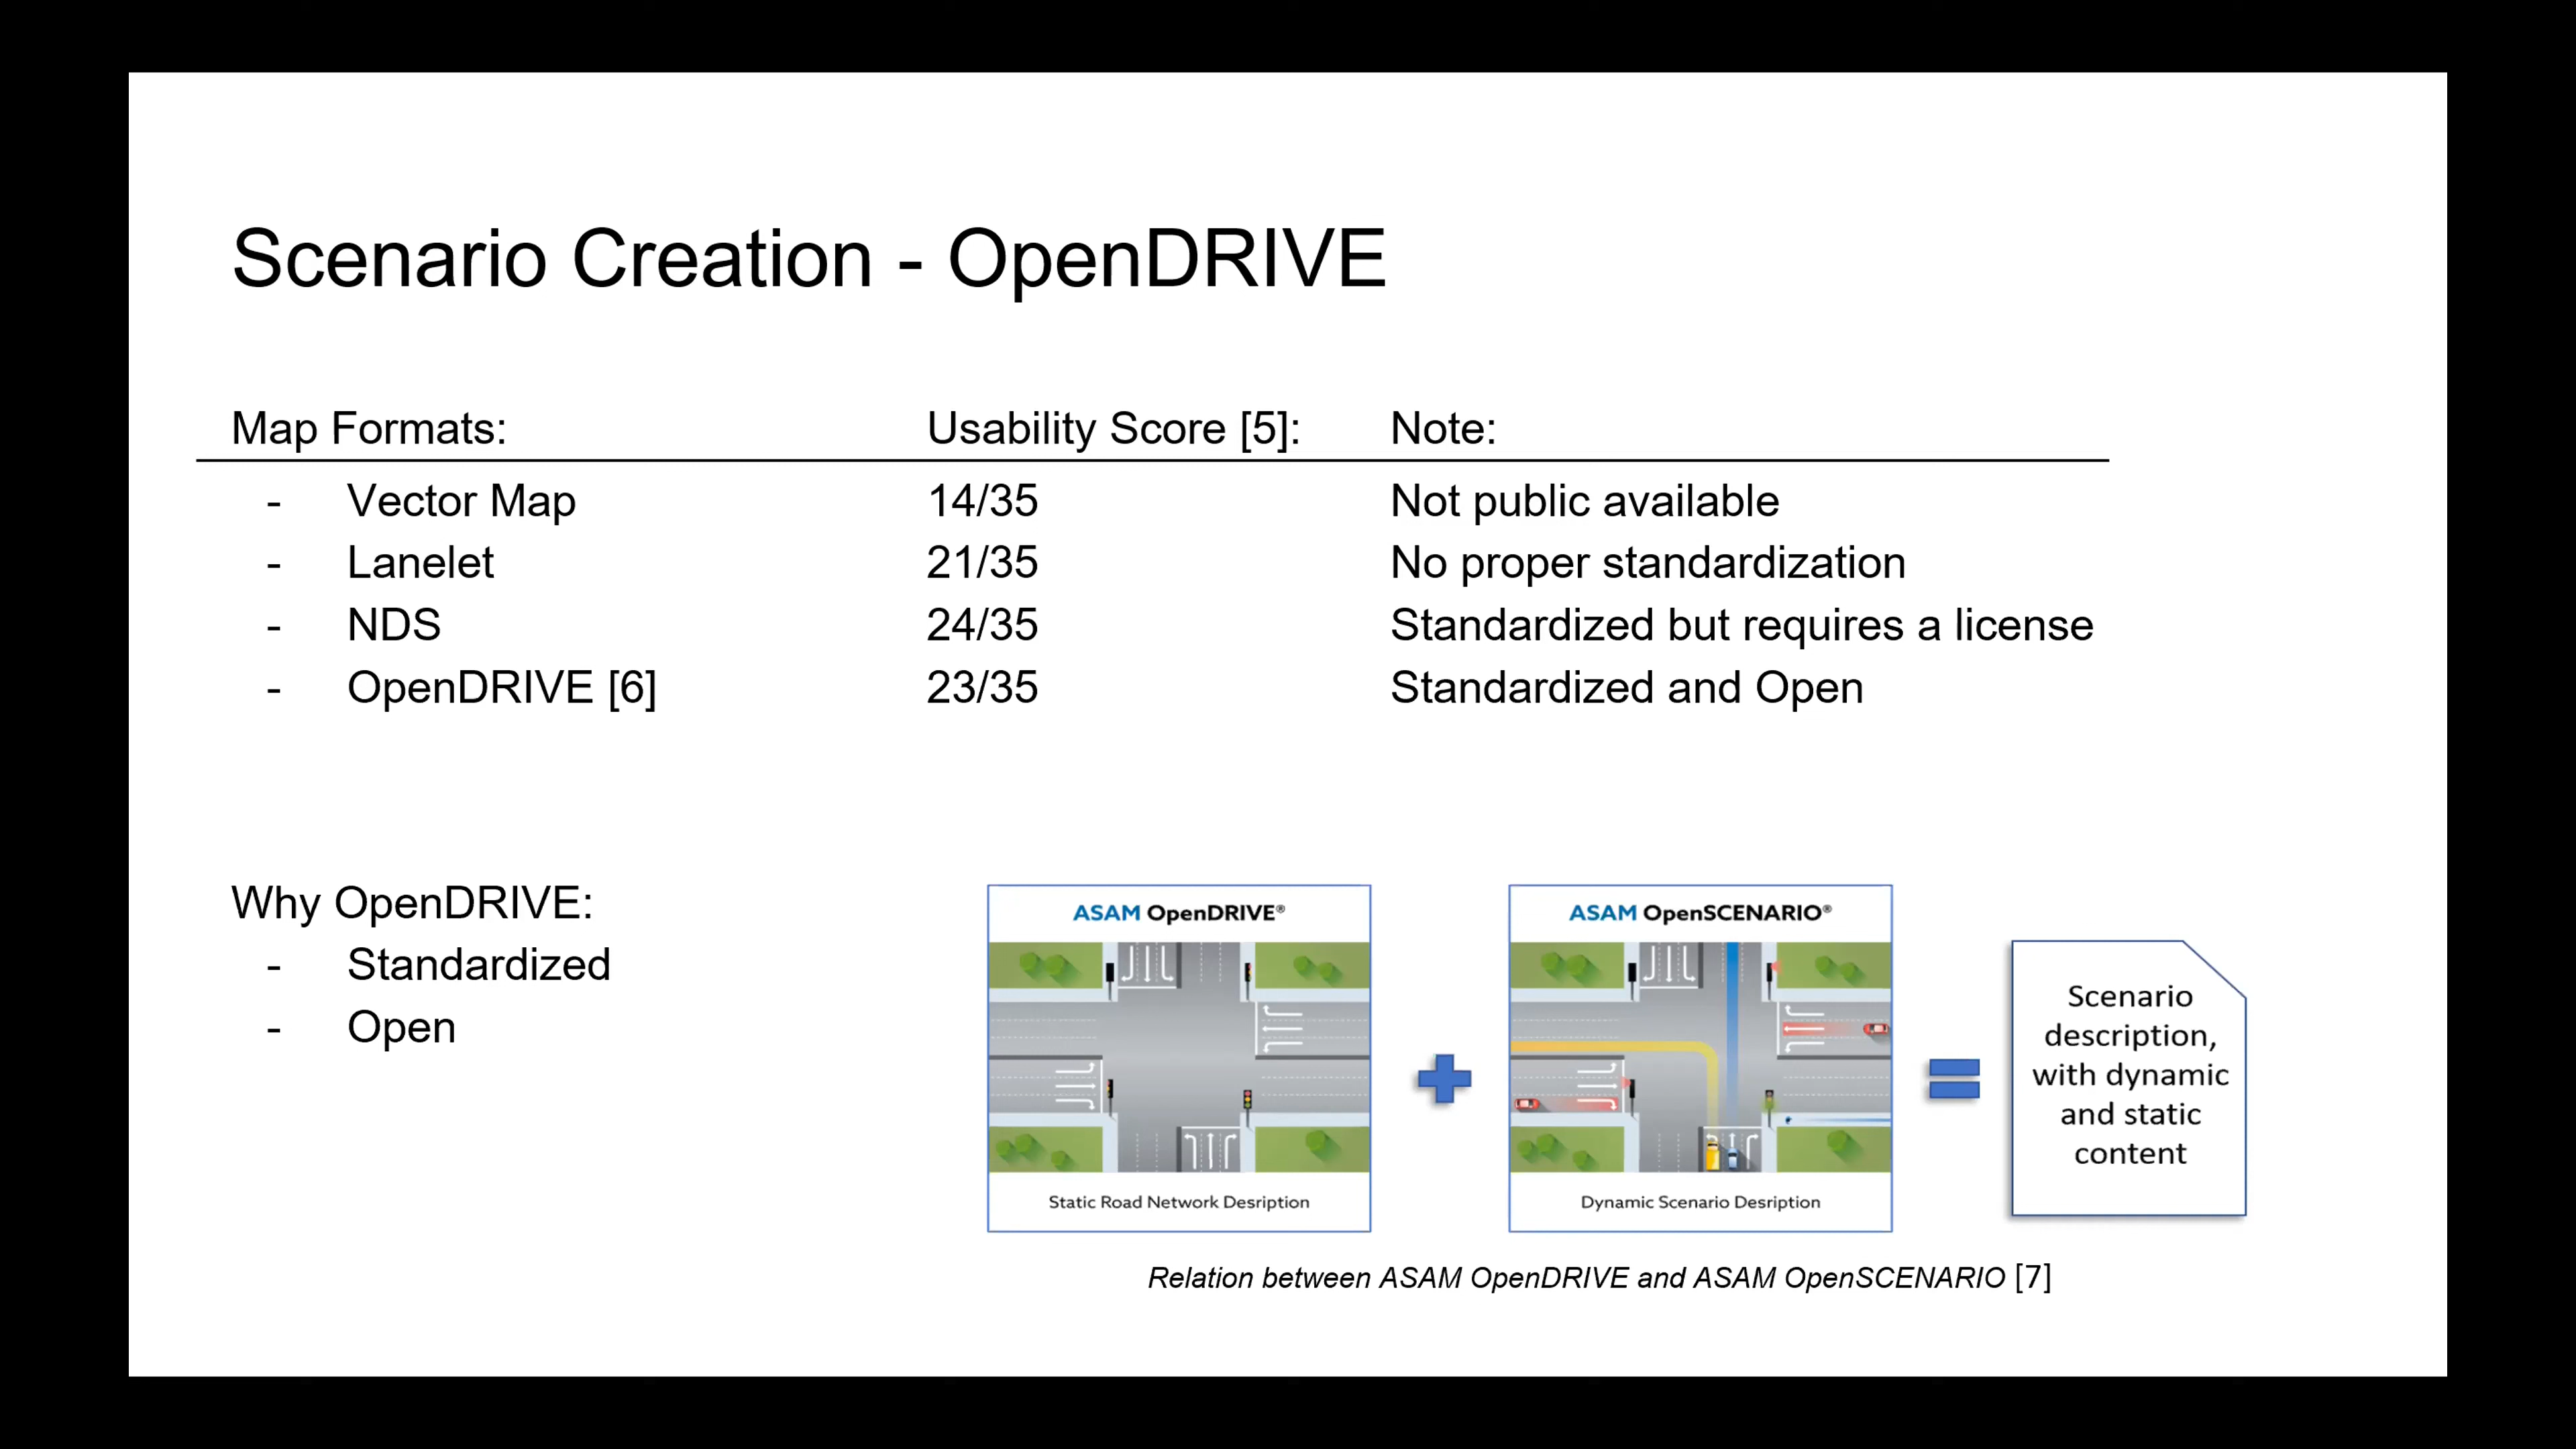 Scenario Creation - OpenDRIVE
Map Formats: Usability Score [5]: Note:
- Vector Map 14/35 Not public available
- Lanelet 21/35 No proper standardization
- NDS 24/35 Standardized but requires a license
- OpenDRIVE [6] 23/35 Standardized and Open
Why OpenDRIVE:
- Standardized
- Open
ASAM OpenDRIVE®
Static Road Network Desription
ASAM OpenSCENARIO®
Dynamic Scenario Desription
Scenario
description,
with dynamic
and static
content
Relation between ASAM OpenDRIVE and ASAM OpenSCENARIO [7]